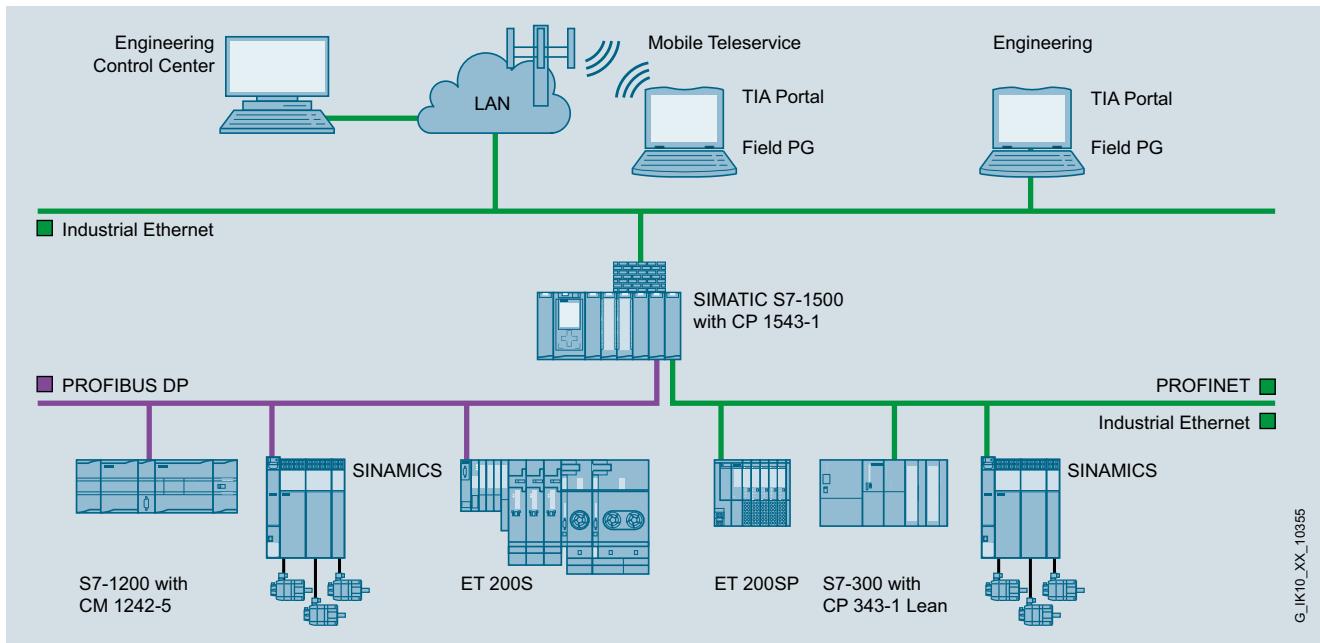 Engineering
Control Center
LAN
Mobile Teleservice
TIA Portal
Field PG
Engineering
TIA Portal
Field PG
Industrial Ethernet
SIMATIC S7-1500
with CP 1543-1
PROFIBUS DP
PROFINET
Industrial Ethernet
SINAMICS
SINAMICS
S7-1200 with
CM 1242-5
ET 200S
ET 200SP
S7-300 with
CP 343-1 Lean
G_IK10_XX_10355